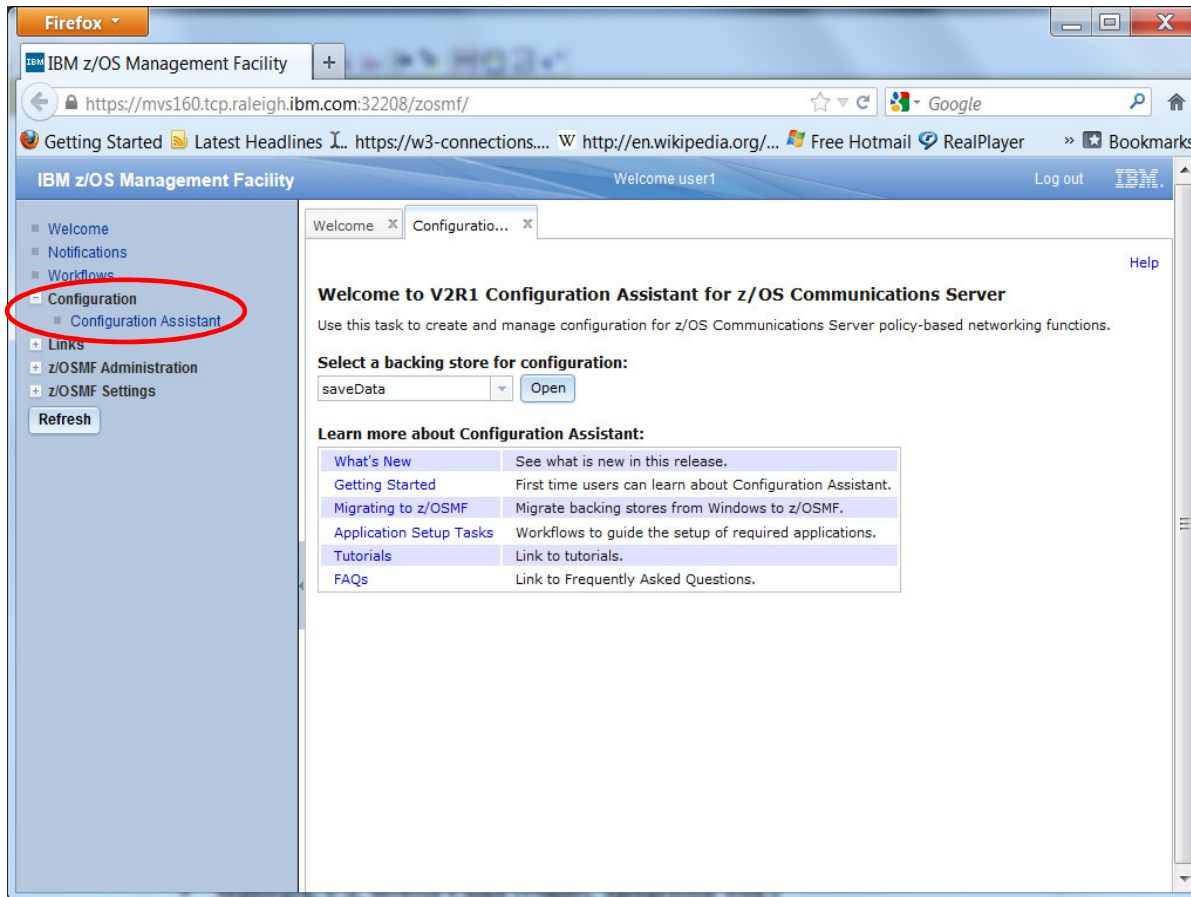 Firefox
IBM z/OS Management Facility
+
https://mvs160.tcp.raleigh.ibm.com:32208/zosmf/
Google
Getting Started Latest Headlines https://w3-connections.... W http://en.wikipedia.org/... Free Hotmail RealPlayer » Bookmarks
IBM z/OS Management Facility Welcome user1 Log out IBM.
Welcome
Notifications
Workflows
Configuration
Configuration Assistant
Links
z/OSMF Administration
z/OSMF Settings
Refresh
Welcome X Configuratio... X
Help
Welcome to V2R1 Configuration Assistant for z/OS Communications Server
Use this task to create and manage configuration for z/OS Communications Server policy-based networking functions.
Select a backing store for configuration:
saveData Open
Learn more about Configuration Assistant:
What's New See what is new in this release.
Getting Started First time users can learn about Configuration Assistant.
Migrating to z/OSMF Migrate backing stores from Windows to z/OSMF.
Application Setup Tasks Workflows to guide the setup of required applications.
Tutorials Link to tutorials.
FAQs Link to Frequently Asked Questions.